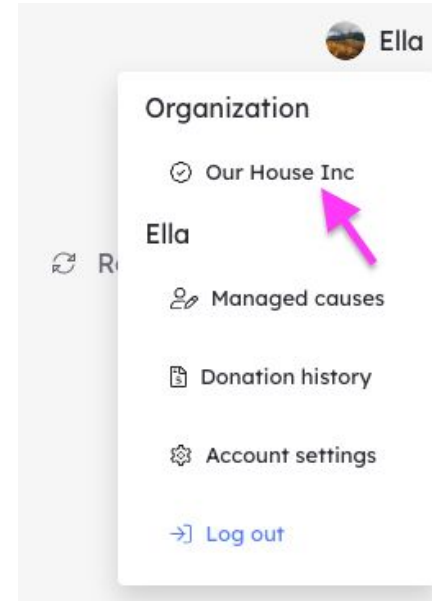 Ella
Organization
Our House Inc
Ella
Managed causes
Donation history
Account settings
Log out